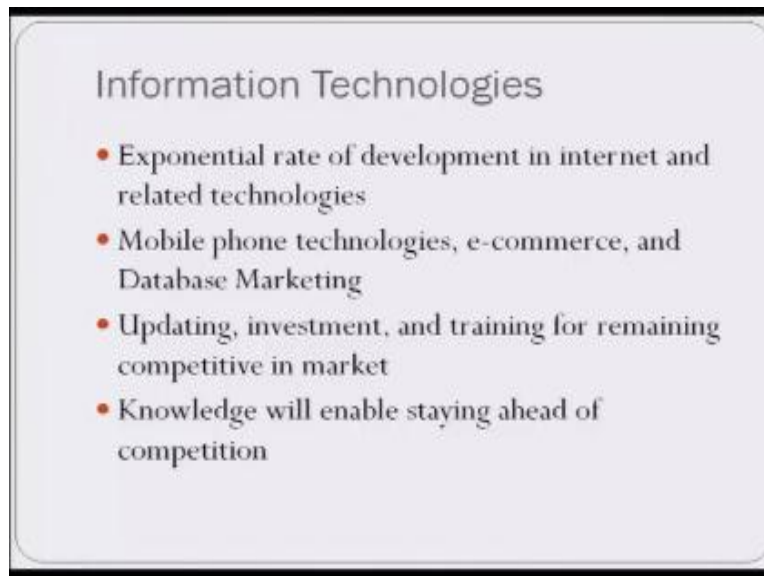 Information Technologies
• Exponential rate of development in internet and
related technologies
• Mobile phone technologies, e-commerce, and
Database Marketing
• Updating, investment, and training for remaining
competitive in market
• Knowledge will enable staying ahead of
competition